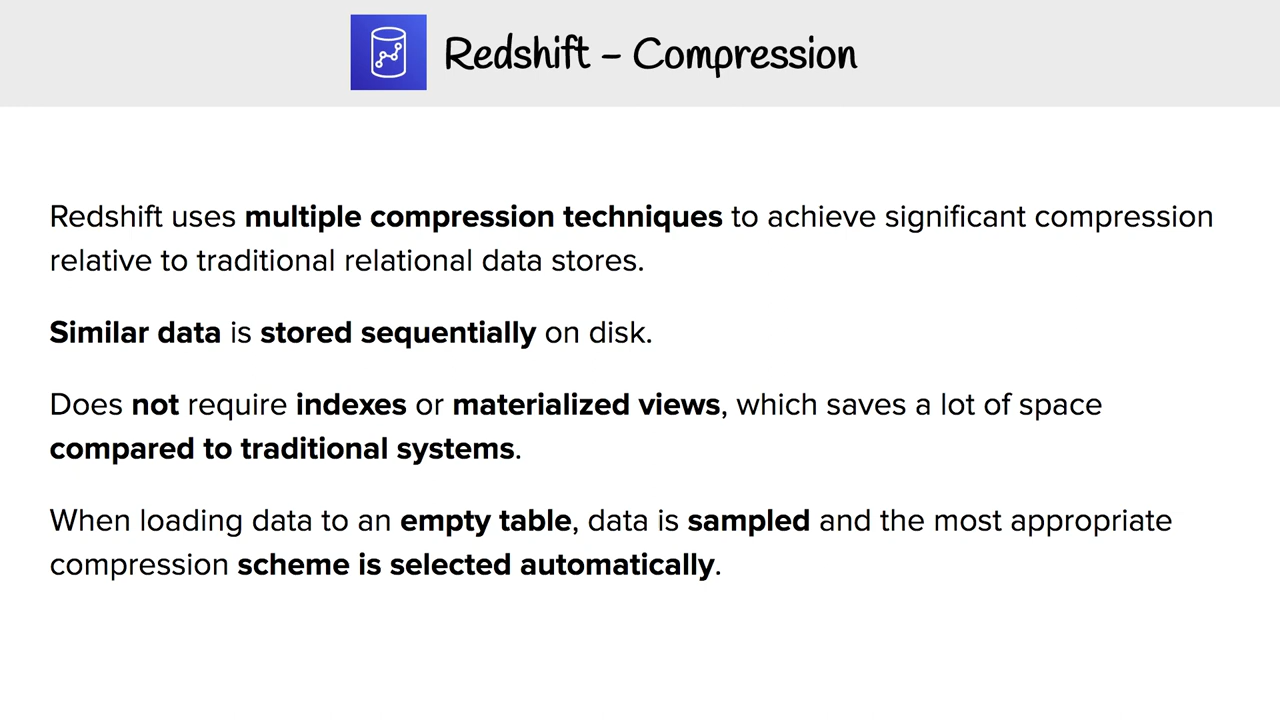 Redshift – Compression
Redshift uses multiple compression techniques to achieve significant compression
relative to traditional relational data stores.
Similar data is stored sequentially on disk.
Does not require indexes or materialized views, which saves a lot of space
compared to traditional systems.
When loading data to an empty table, data is sampled and the most appropriate
compression scheme is selected automatically.